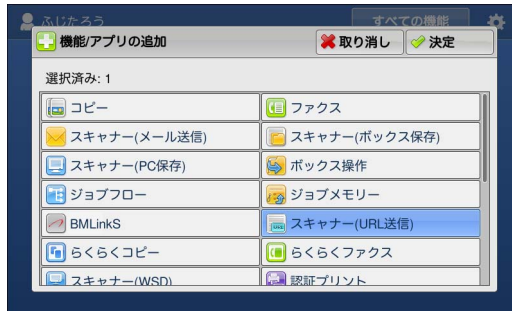 ふじたろう すべての機能
機能/アプリの追加 取り消し 決定
選択済み: 1
コピー ファクス
スキャナー(メール送信) スキャナー(ボックス保存)
スキャナー(PC保存) ボックス操作
ジョブフロー ジョブメモリー
BMLinkS スキャナー(URL送信)
らくらくコピー らくらくファクス
スキャナー(WSD) 認証プリント